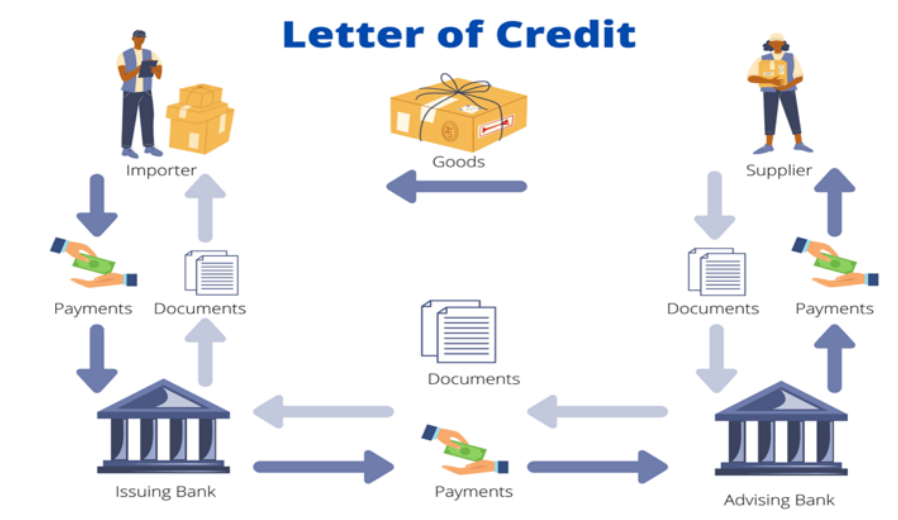 Letter of Credit
Goods
Importer
Supplier
Payments
Documents
Documents
Payments
Documents
Issuing Bank
Payments
Advising Bank